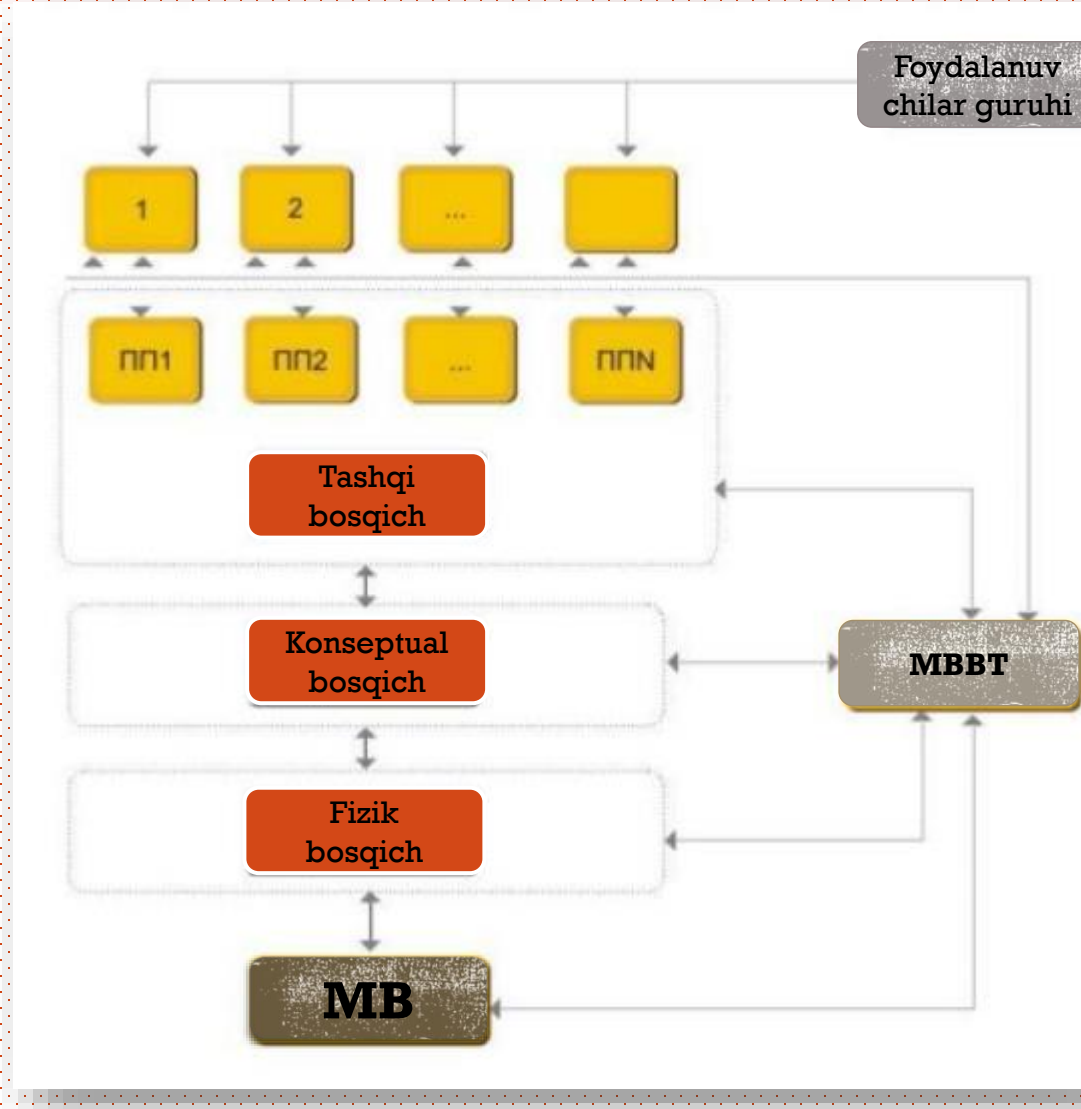 Foydalanuv
chilar guruhi
1
2
...
ПП1
ПП2
...
ППN
Tashqi
bosqich
Konseptual
bosqich
MBBT
Fizik
bosqich
MB